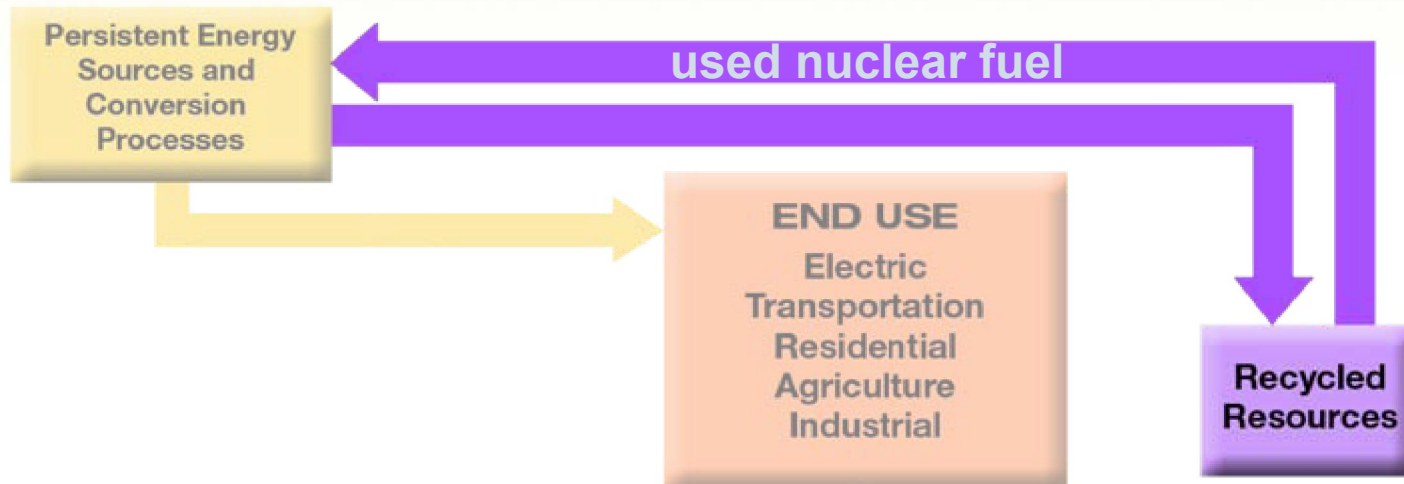 Persistent Energy
Sources and
Conversion
Processes
used nuclear fuel
END USE
Electric
Transportation
Residential
Agriculture
Industrial
Recycled
Resources